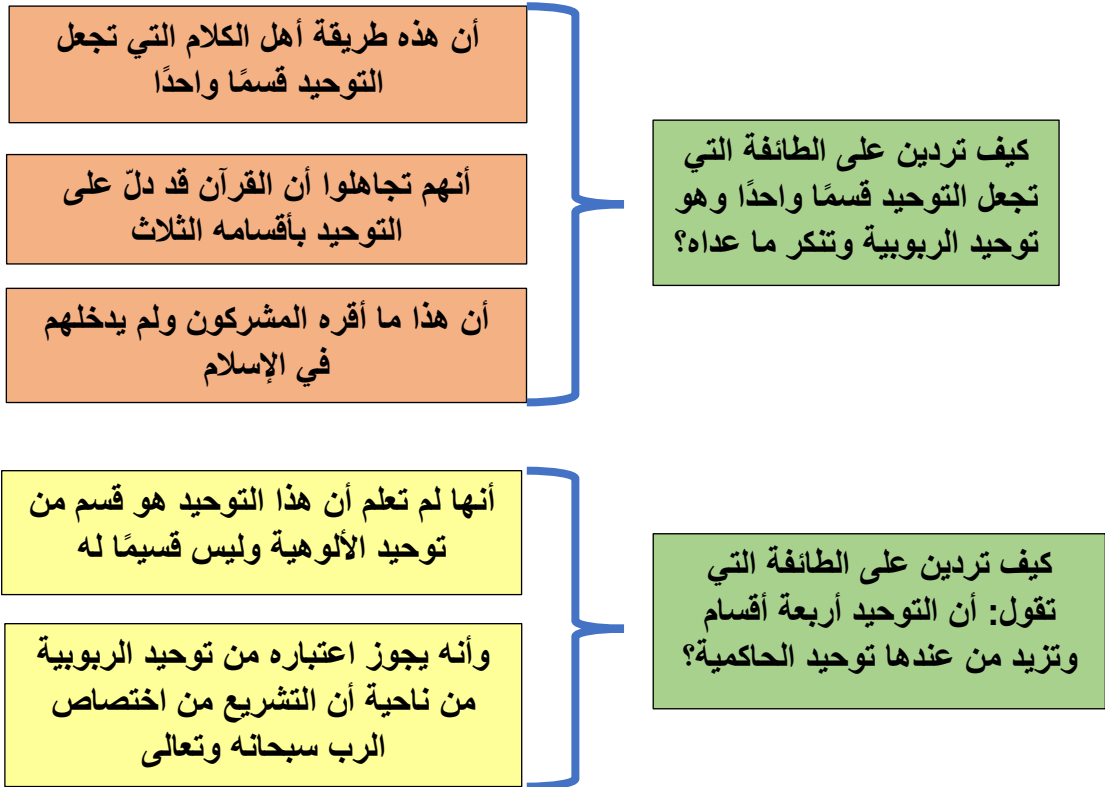 كيف تردين على الطائفة التي
تجعل التوحيد قسمًا واحدًا وهو
توحيد الربوبية وتنكر ما عداه؟
أن هذه طريقة أهل الكلام التي تجعل
التوحيد قسمًا واحدًا
أنهم تجاهلوا أن القرآن قد دلّ على
التوحيد بأقسامه الثلاث
أن هذا ما أقره المشركون ولم يدخلهم
في الإسلام
كيف تردين على الطائفة التي
تقول: أن التوحيد أربعة أقسام
وتزيد من عندها توحيد الحاكمية؟
أنها لم تعلم أن هذا التوحيد هو قسم من
توحيد الألوهية وليس قسيمًا له
وأنه يجوز اعتباره من توحيد الربوبية
من ناحية أن التشريع من اختصاص
الرب سبحانه وتعالى